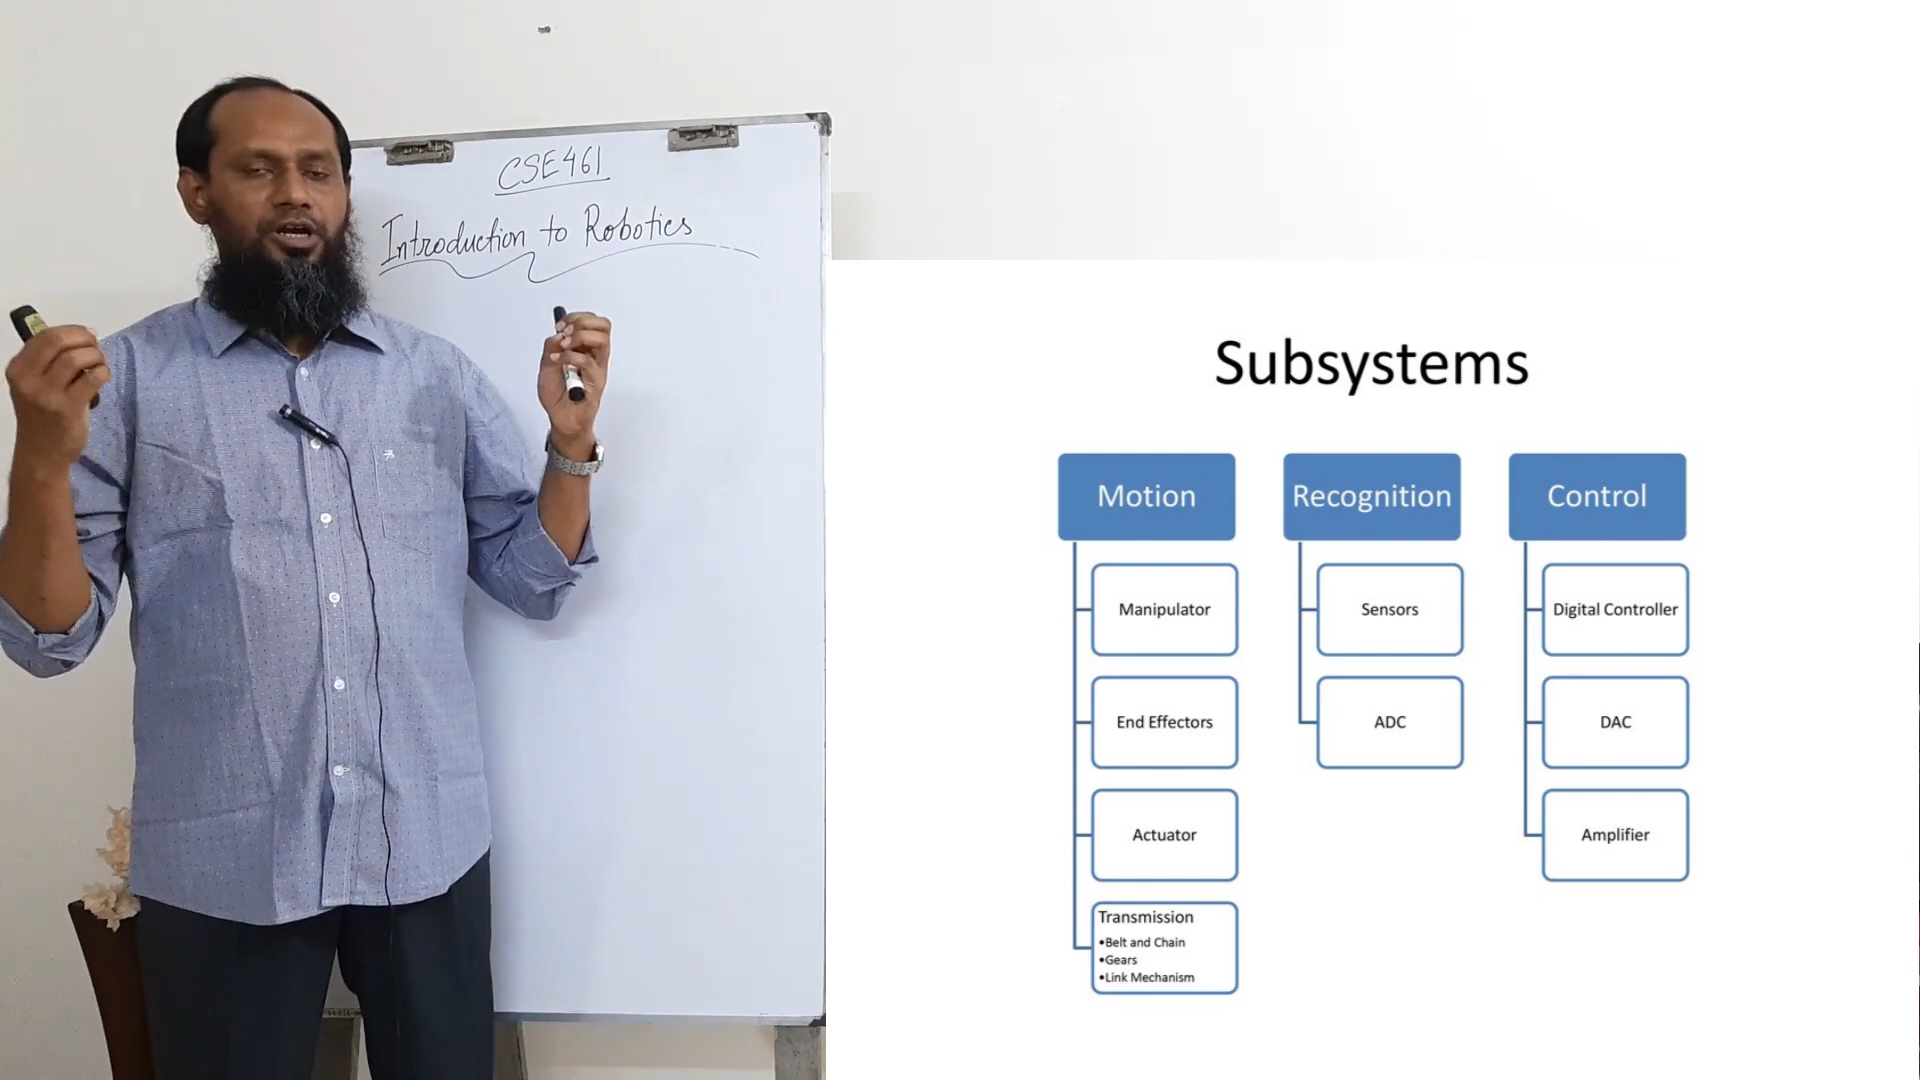 CSE461
Introduction to Robotics
Subsystems
Motion
Manipulator
End Effectors
Actuator
Transmission
•Belt and Chain
•Gears
•Link Mechanism
Recognition
Sensors
ADC
Control
Digital Controller
DAC
Amplifier